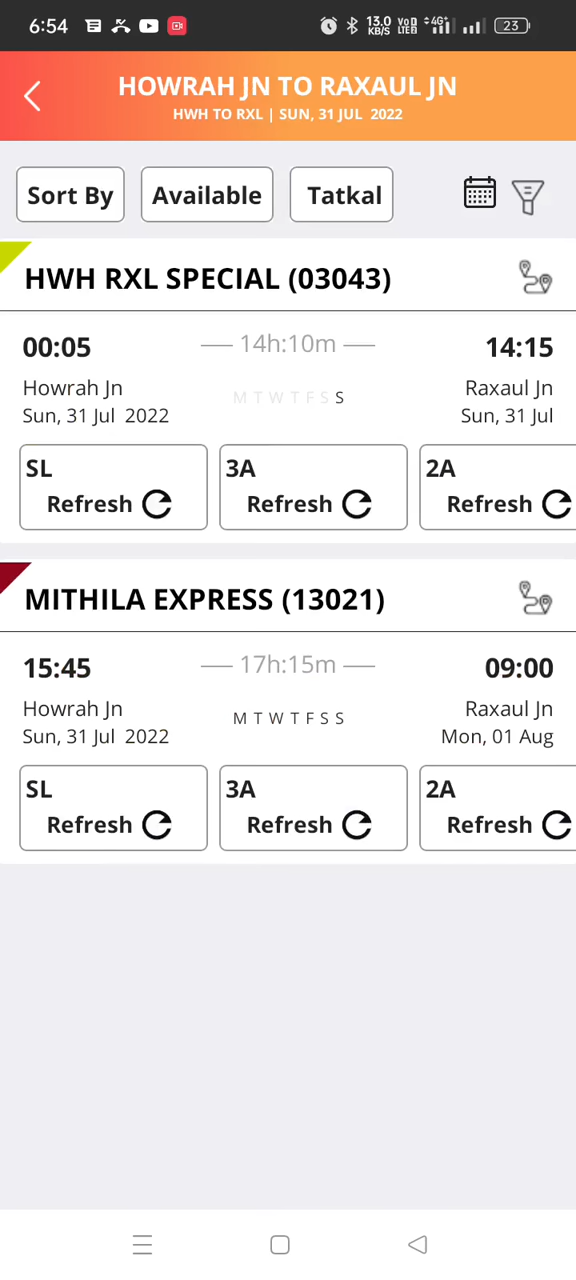 6:54 13.0 KB/S VoD LTE2 4G+ 23
HOWRAH JN TO RAXAUL JN
HWH TO RXL | SUN, 31 JUL 2022
Sort By Available Tatkal
HWH RXL SPECIAL (03043)
00:05 14h:10m 14:15
Howrah Jn M T W T F S S Raxaul Jn
Sun, 31 Jul 2022 Sun, 31 Jul
SL 3A 2A
Refresh Refresh Refresh
MITHILA EXPRESS (13021)
15:45 17h:15m 09:00
Howrah Jn M T W T F S S Raxaul Jn
Sun, 31 Jul 2022 Mon, 01 Aug
SL 3A 2A
Refresh Refresh Refresh